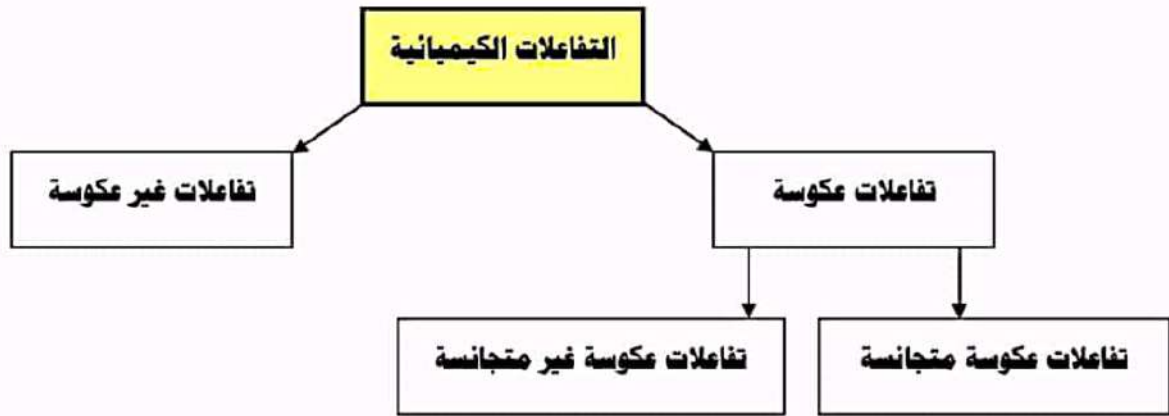 التفاعلات الكيميائية
تفاعلات عكوسة
تفاعلات غير عكوسة
تفاعلات عكوسة متجانسة
تفاعلات عكوسة غير متجانسة